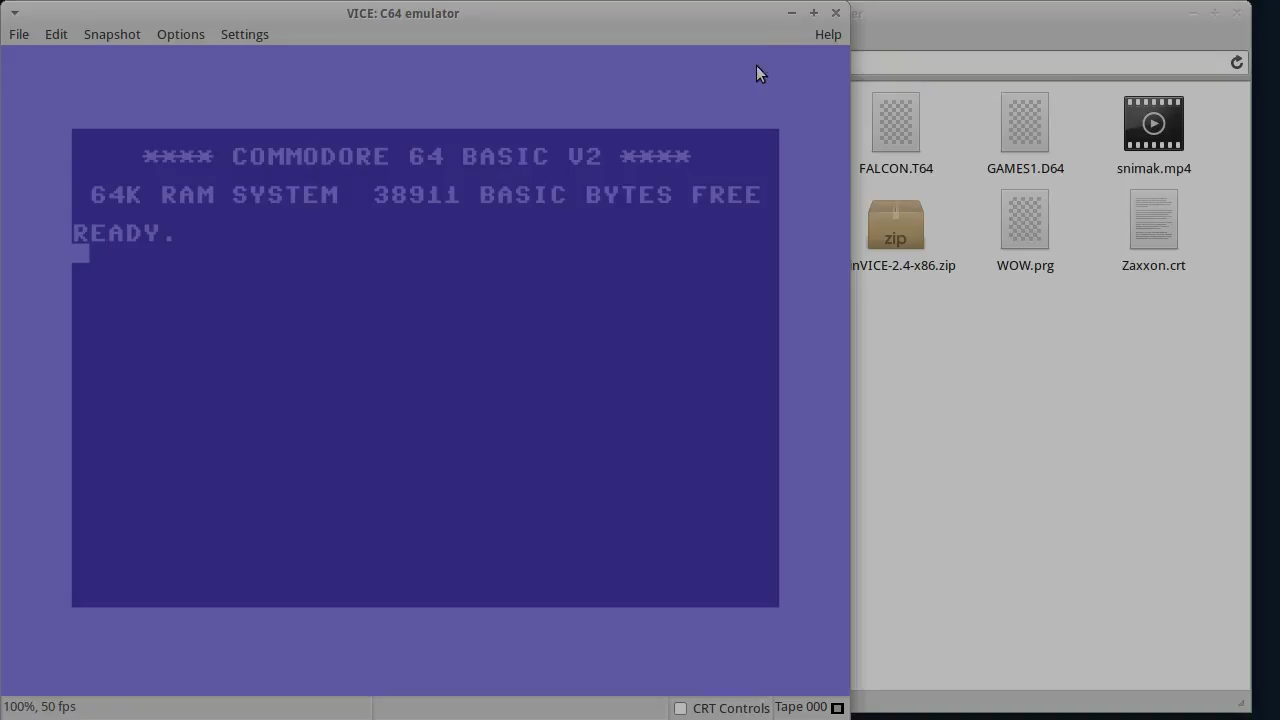 VICE: C64 emulator
File Edit Snapshot Options Settings Help
**** COMMODORE 64 BASIC V2 ****
64K RAM SYSTEM 38911 BASIC BYTES FREE
READY.
100%, 50 fps
CRT Controls
Tape 000
FALCON.T64
GAMES1.D64
snimak.mp4
zip
inVICE-2.4-x86.zip
WOW.prg
Zaxxon.crt